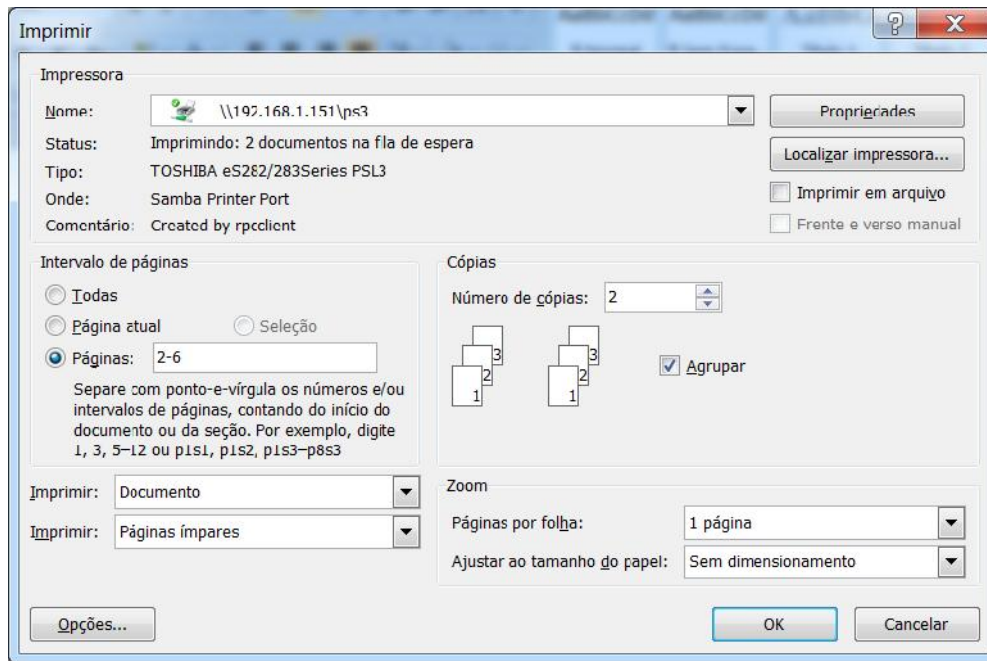 Imprimir
Impressora
Nome: \\192.168.1.151\ps3
Propriedades
Status: Imprimindo: 2 documentos na fila de espera
Localizar impressora...
Tipo: TOSHIBA eS282/283Series PSL3
Onde: Samba Printer Port
Imprimir em arquivo
Comentário: Created by rpcclient
Frente e verso manual
Intervalo de páginas
Todas
Página atual Seleção
Páginas: 2-6
Separe com ponto-e-vírgula os números e/ou
intervalos de páginas, contando do início do
documento ou da seção. Por exemplo, digite
1, 3, 5–12 ou p1s1, p1s2, p1s3–p8s3
Cópias
Número de cópias: 2
3
2
1
3
2
1
Agrupar
Imprimir: Documento
Imprimir: Páginas ímpares
Zoom
Páginas por folha: 1 página
Ajustar ao tamanho do papel: Sem dimensionamento
Opções...
OK
Cancelar